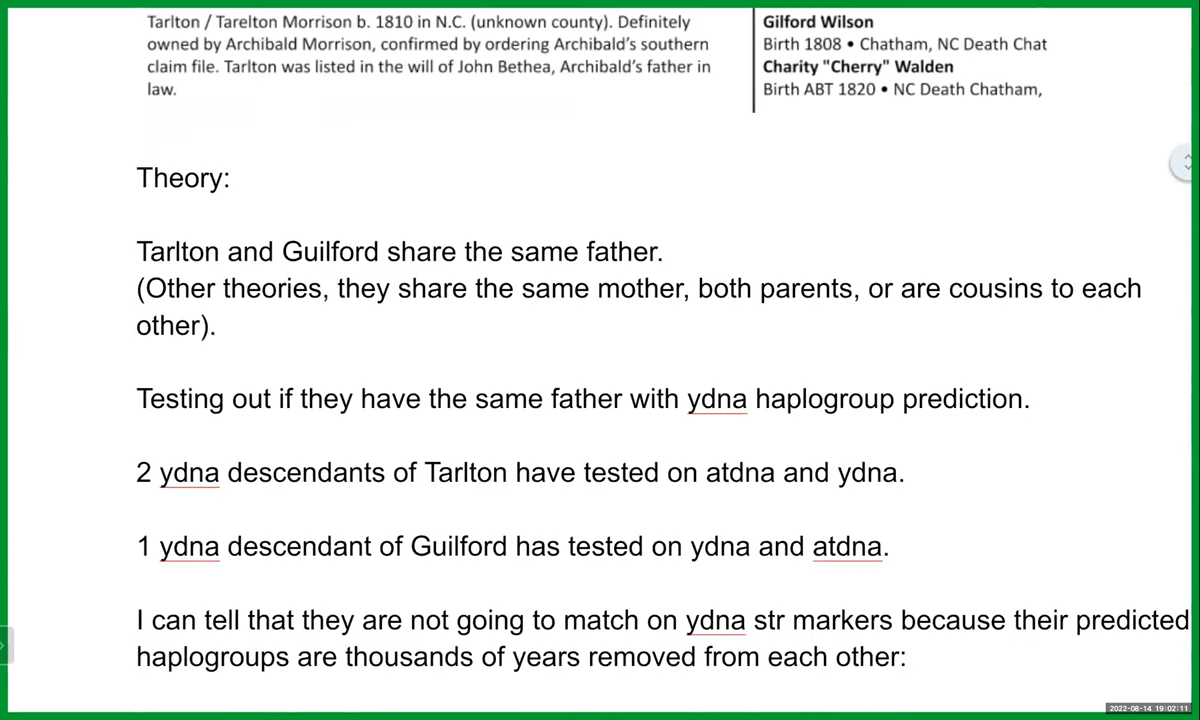 Tarlton / Tarelton Morrison b. 1810 in N.C. (unknown county). Definitely
owned by Archibald Morrison, confirmed by ordering Archibald's southern
claim file. Tarlton was listed in the will of John Bethea, Archibald's father in
law.
Gilford Wilson
Birth 1808 • Chatham, NC Death Chat
Charity "Cherry" Walden
Birth ABT 1820 • NC Death Chatham,
Theory:
Tarlton and Guilford share the same father.
(Other theories, they share the same mother, both parents, or are cousins to each
other).
Testing out if they have the same father with ydna haplogroup prediction.
2 ydna descendants of Tarlton have tested on atdna and ydna.
1 ydna descendant of Guilford has tested on ydna and atdna.
I can tell that they are not going to match on ydna str markers because their predicted
haplogroups are thousands of years removed from each other:
2022-08-14 19:02:11